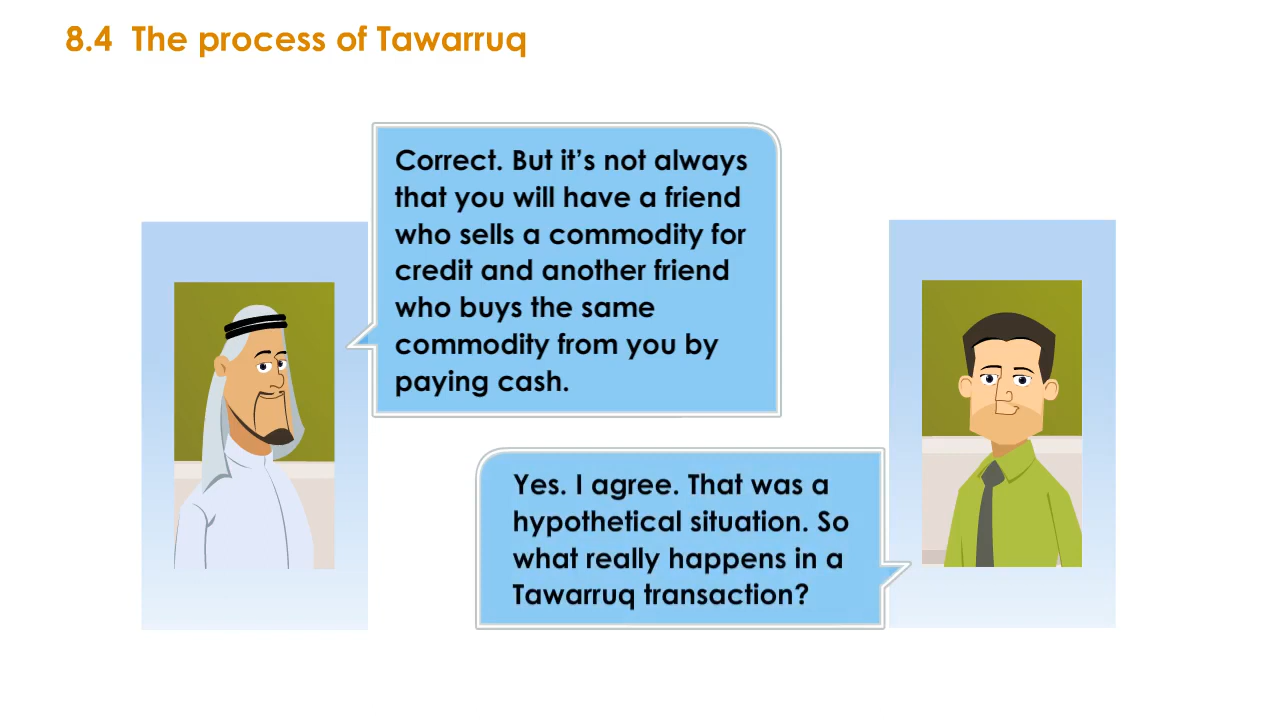 8.4 The process of Tawarruq
Correct. But it’s not always
that you will have a friend
who sells a commodity for
credit and another friend
who buys the same
commodity from you by
paying cash.
Yes. I agree. That was a
hypothetical situation. So
what really happens in a
Tawarruq transaction?